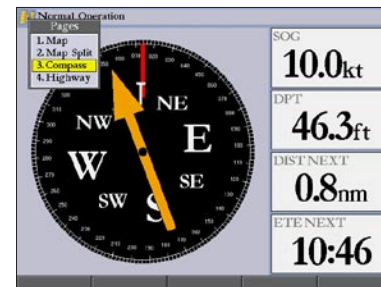 Normal Operation
Pages
1. Map
2. Map Split
3. Compass
4. Highway
NE
E
SE
S
SW
W
NW
SOG
10.0kt
DPT
46.3ft
DIST NEXT
0.8nm
ETE NEXT
10:46